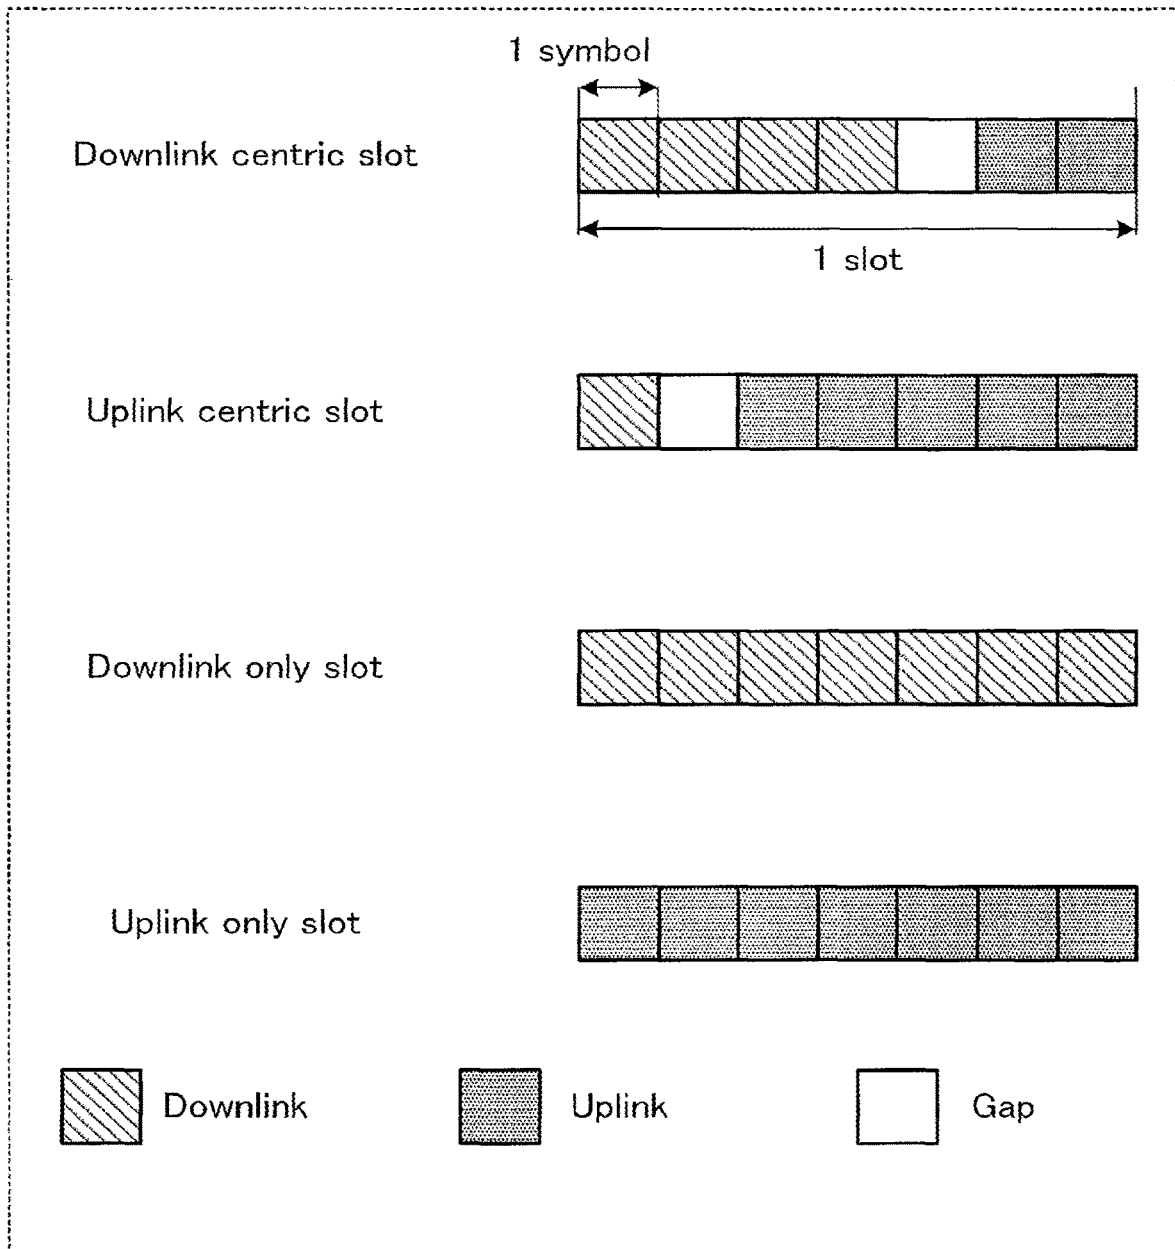 1 symbol
Downlink centric slot
1 slot
Uplink centric slot
Downlink only slot
Uplink only slot
Downlink
Uplink
Gap